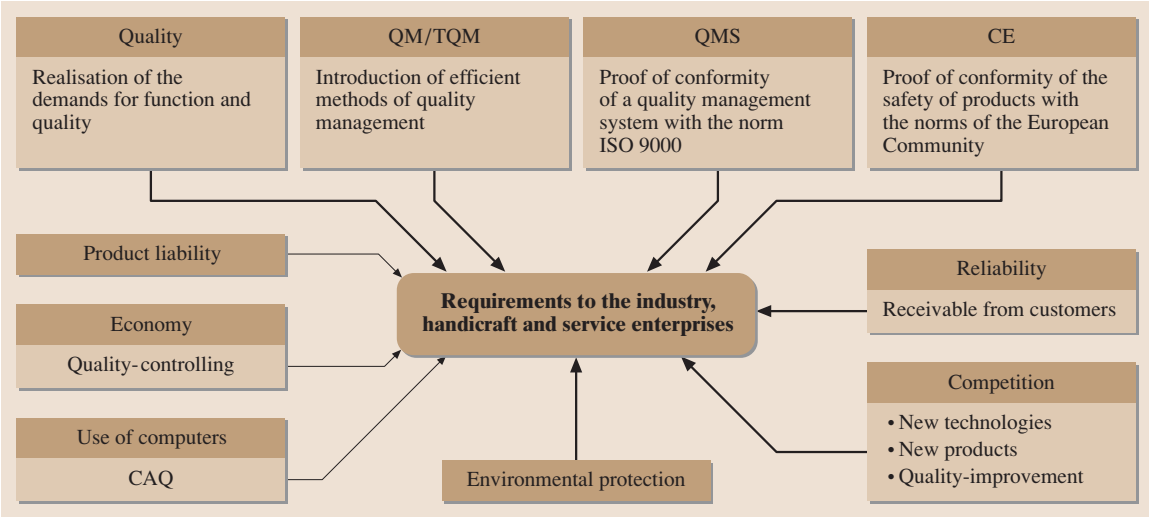 Quality
Realisation of the
demands for function and
quality
QM/TQM
Introduction of efficient
methods of quality
management
QMS
Proof of conformity
of a quality management
system with the norm
ISO 9000
CE
Proof of conformity of the
safety of products with
the norms of the European
Community
Product liability
Economy
Quality-controlling
Use of computers
CAQ
Requirements to the industry,
handicraft and service enterprises
Environmental protection
Reliability
Receivable from customers
Competition
• New technologies
• New products
• Quality-improvement